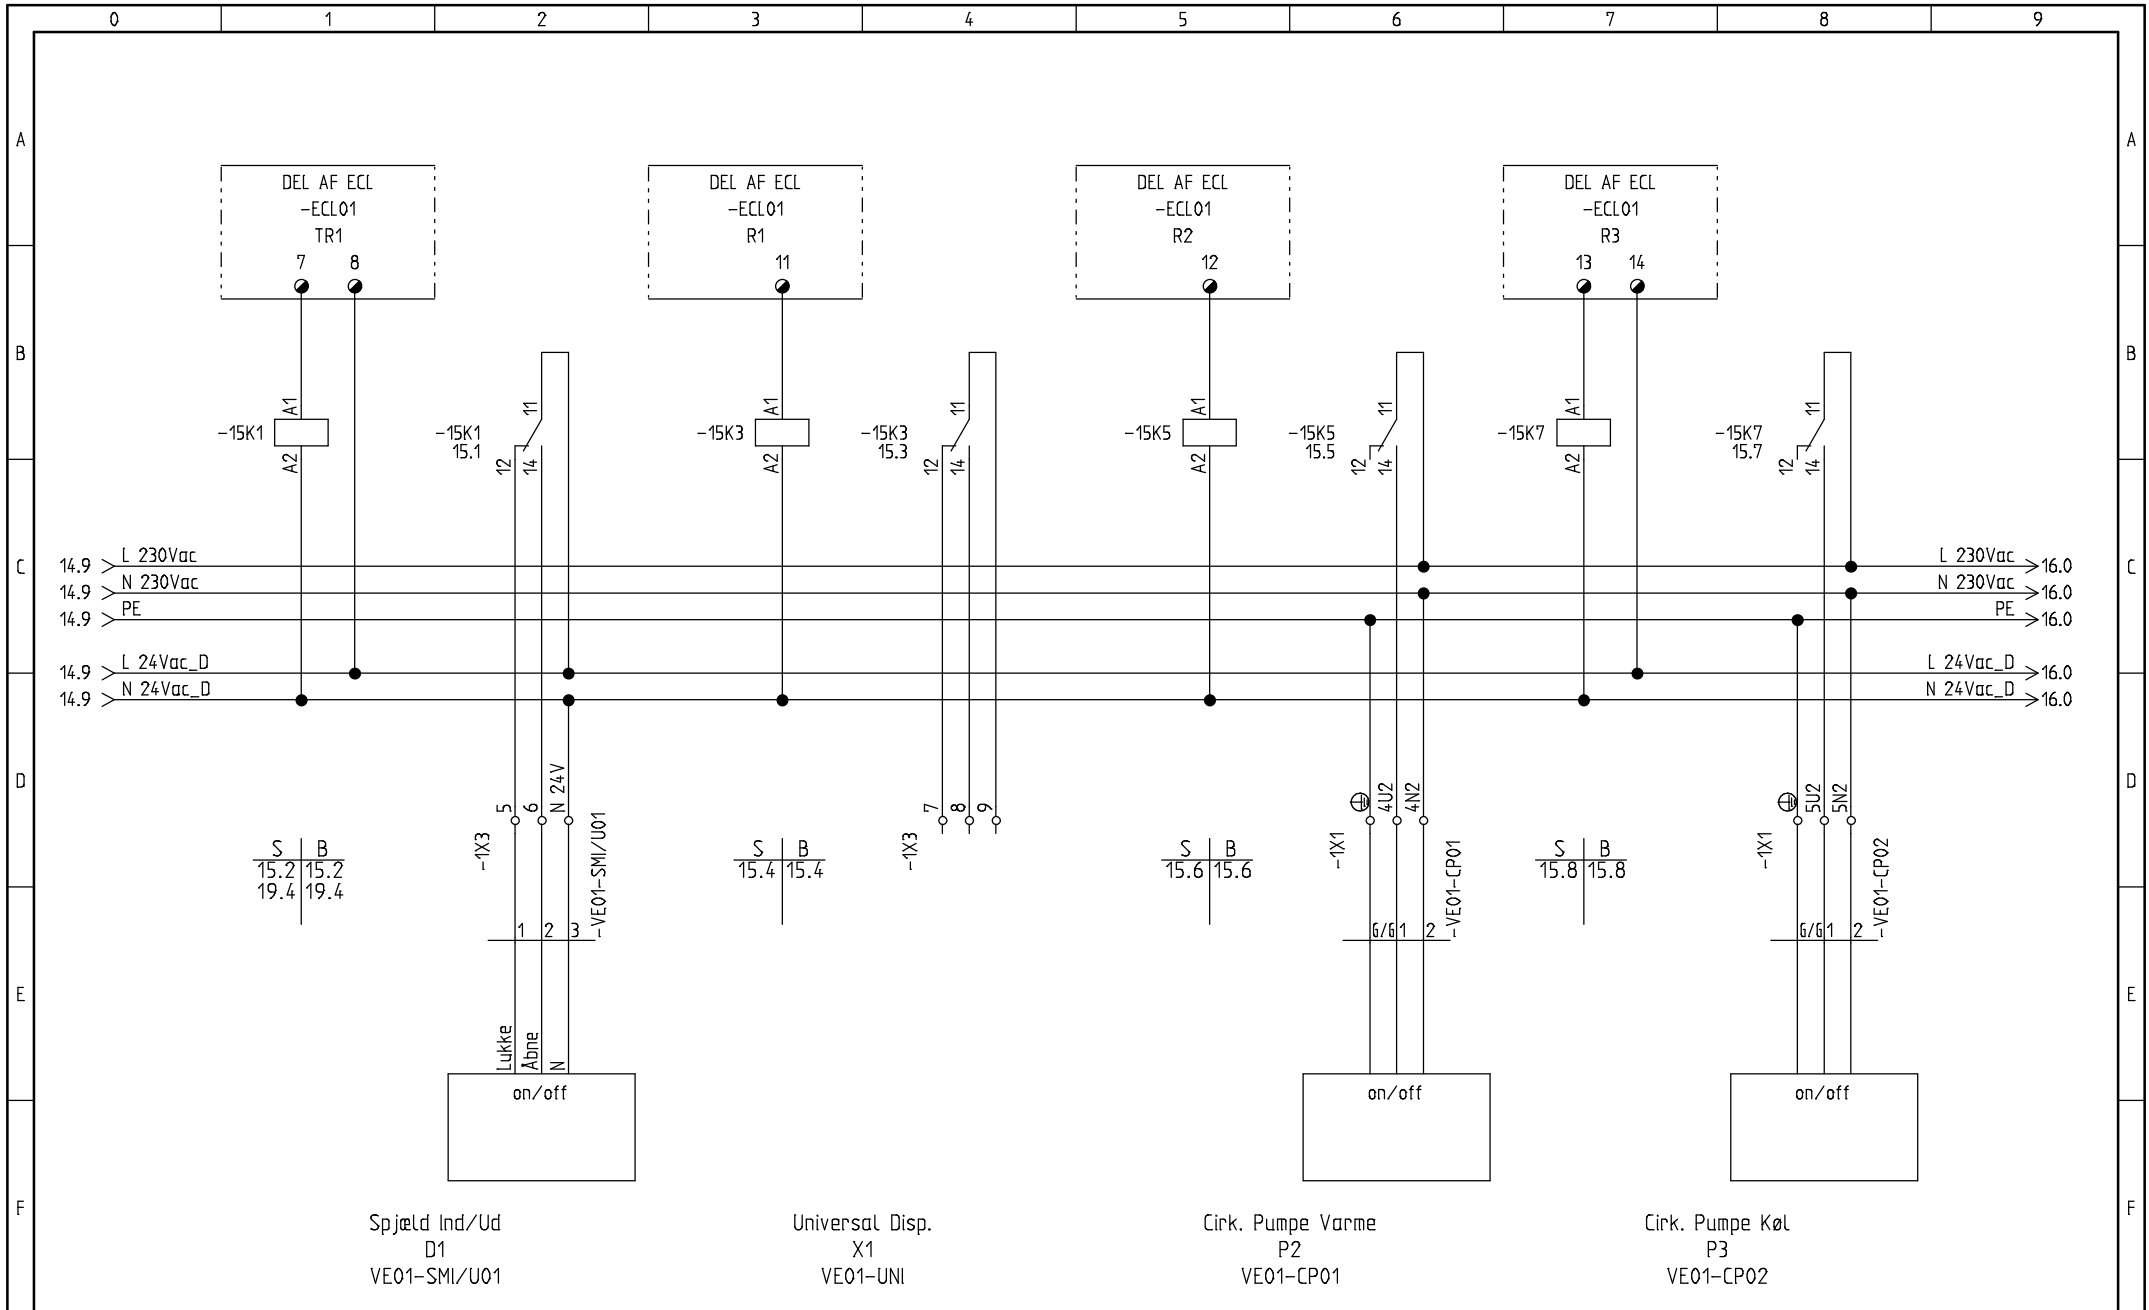 0 1 2 3 4 5 6 7 8 9
A A
DEL AF ECL DEL AF ECL DEL AF ECL DEL AF ECL
-ECL01 -ECL01 -ECL01 -ECL01
TR1 R1 R2 R3
7 8 11 12 13 14
B B
A1 11 A1 11 A1 11 A1 11
-15K1 -15K1 -15K3 -15K3 -15K5 -15K5 -15K7 -15K7
15.1 15.3 15.5 15.7
A2 12 14 A2 12 14 A2 12 14 A2 12 14
L 230Vac L 230Vac
C 14.9 16.0 C
N 230Vac N 230Vac
14.9 16.0
PE PE
14.9 16.0
L 24Vac_D L 24Vac_D
14.9 16.0
N 24Vac_D N 24Vac_D
14.9 16.0
D D
5 6 N 24V 7 8 9 4U2 4N2 5U2 5N2
-1X3 -1X3 -1X1 -1X1
S B S B S B S B
15.2 15.2 15.4 15.4 15.6 15.6 15.8 15.8
19.4 19.4
-VE01-SMI/U01 -VE01-CP01 -VE01-CP02
1 2 3 G/G 1 2 G/G 1 2
E E
Lukke Åbne N
on/off on/off on/off
F F
Spjæld Ind/Ud Universal Disp. Cirk. Pumpe Varme Cirk. Pumpe Køl
D1 X1 P2 P3
VE01-SMI/U01 VE01-UNI VE01-CP01 VE01-CP02